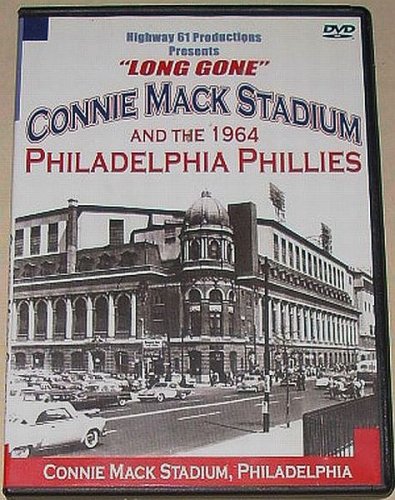 DVD
Highway 61 Productions
Presents
"LONG GONE"
CONNIE MACK STADIUM
AND THE 1964
PHILADELPHIA PHILLIES
CONNIE MACK STADIUM, PHILADELPHIA